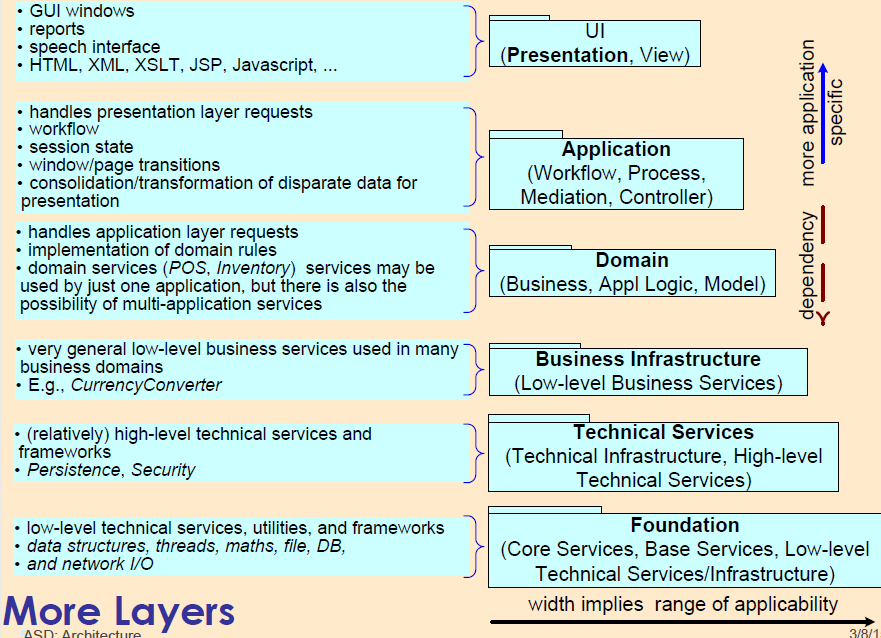 • GUI windows
• reports
• speech interface
• HTML, XML, XSLT, JSP, Javascript, ...
UI
(Presentation, View)
• handles presentation layer requests
• workflow
• session state
• window/page transitions
• consolidation/transformation of disparate data for
presentation
Application
(Workflow, Process,
Mediation, Controller)
more application
specific
• handles application layer requests
• implementation of domain rules
• domain services (POS, Inventory) services may be
used by just one application, but there is also the
possibility of multi-application services
Domain
(Business, Appl Logic, Model)
dependency
• very general low-level business services used in many
business domains
• E.g., CurrencyConverter
Business Infrastructure
(Low-level Business Services)
• (relatively) high-level technical services and
frameworks
• Persistence, Security
Technical Services
(Technical Infrastructure, High-level
Technical Services)
• low-level technical services, utilities, and frameworks
• data structures, threads, maths, file, DB,
• and network I/O
Foundation
(Core Services, Base Services, Low-level
Technical Services/Infrastructure)
width implies range of applicability
More Layers
ASD: Architecture
3/8/1